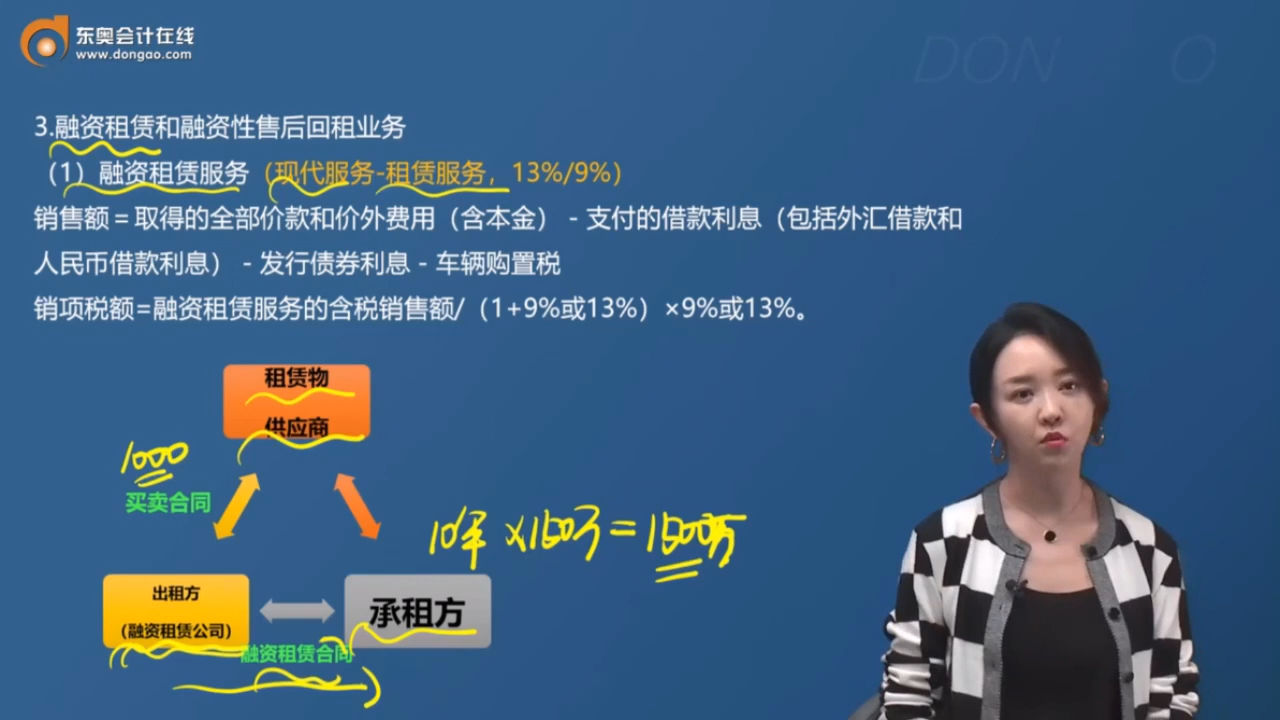 东奥会计在线
www.dongao.com
DON O
3.融资租赁和融资性售后回租业务
（1）融资租赁服务（现代服务-租赁服务，13%/9%）
销售额＝取得的全部价款和价外费用（含本金）－支付的借款利息（包括外汇借款和
人民币借款利息）－发行债券利息－车辆购置税
销项税额=融资租赁服务的含税销售额/（1+9%或13%）×9%或13%。
租赁物
供应商
1000
买卖合同
10年×150万=1500万
出租方
（融资租赁公司）
承租方
融资租赁合同